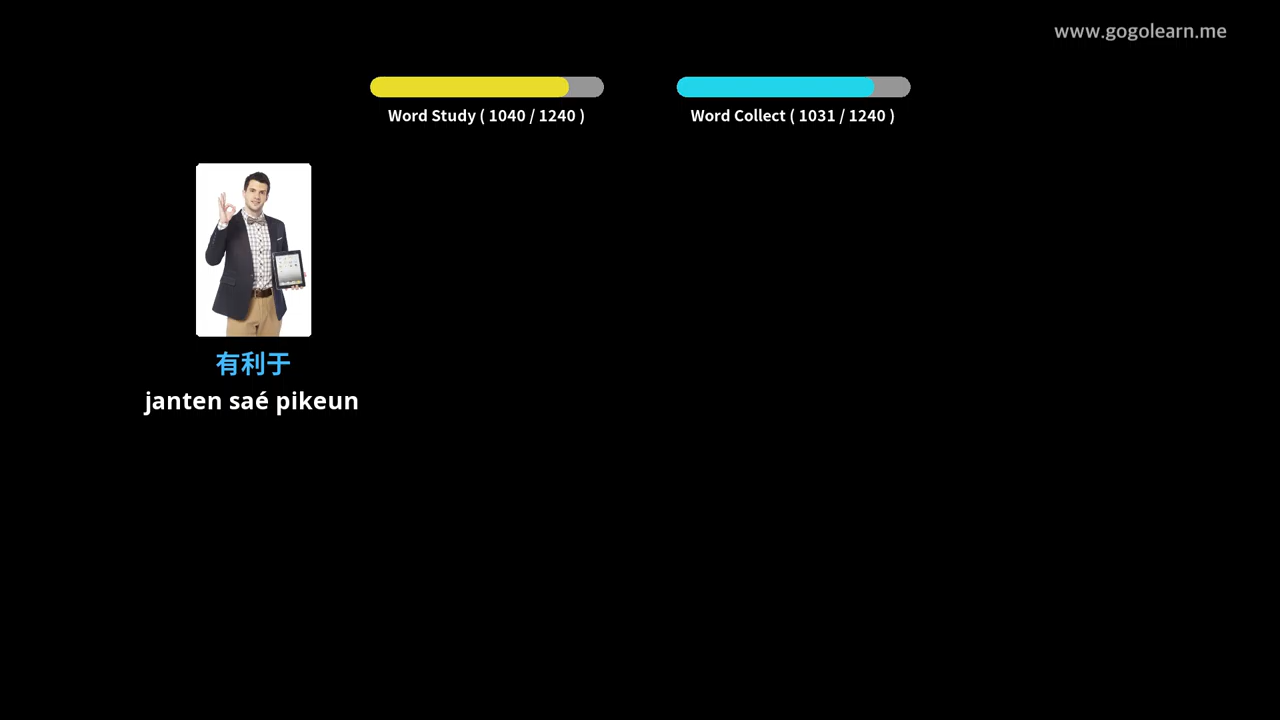 www.gogolearn.me
Word Study ( 1040 / 1240 )
Word Collect ( 1031 / 1240 )
有利于
janten saé pikeun